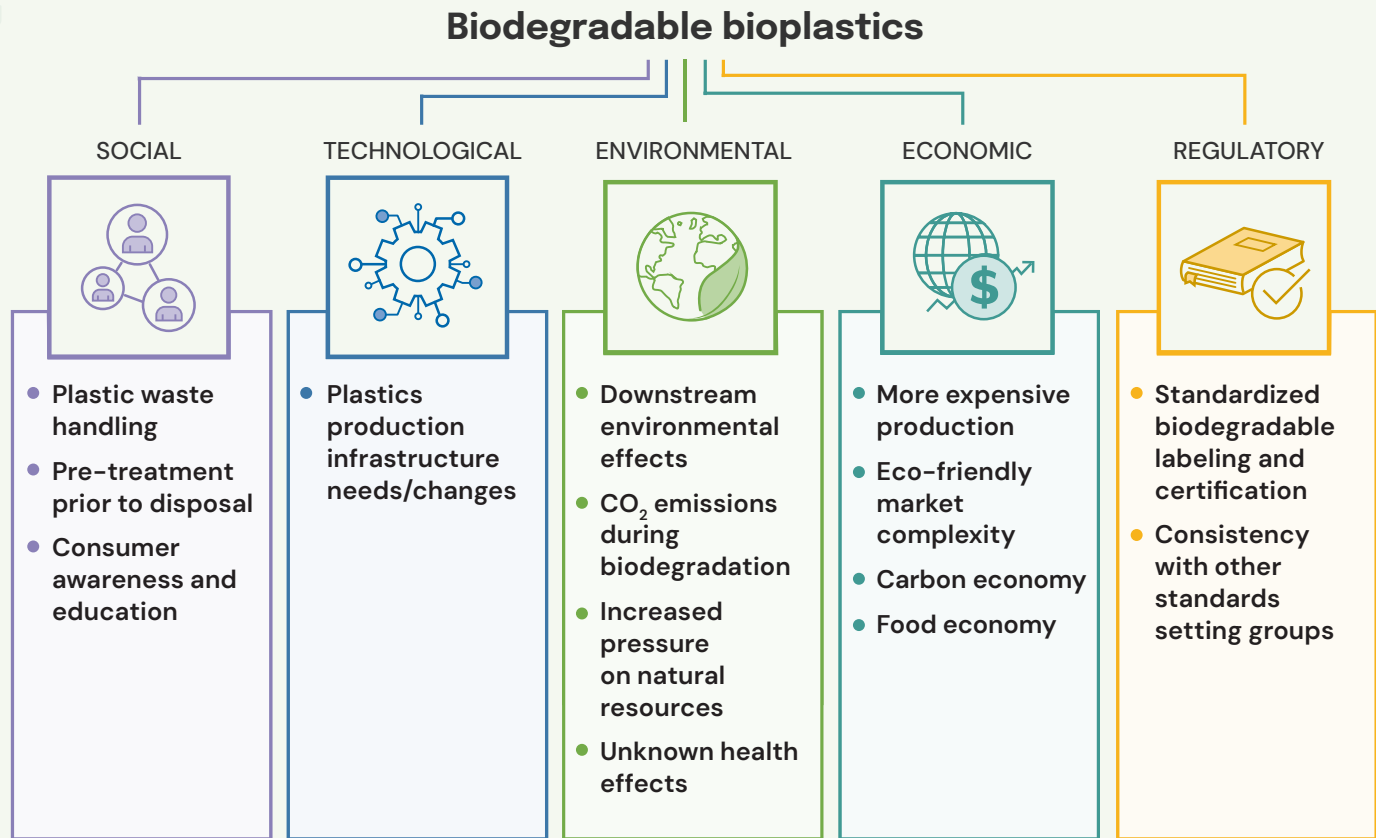 Biodegradable bioplastics
SOCIAL
Plastic waste
handling
Pre-treatment
prior to disposal
Consumer
awareness and
education
TECHNOLOGICAL
Plastics
production
infrastructure
needs/changes
ENVIRONMENTAL
Downstream
environmental
effects
CO₂ emissions
during
biodegradation
Increased
pressure
on natural
resources
Unknown health
effects
ECONOMIC
$
More expensive
production
Eco-friendly
market
complexity
Carbon economy
Food economy
REGULATORY
Standardized
biodegradable
labeling and
certification
Consistency
with other
standards
setting groups